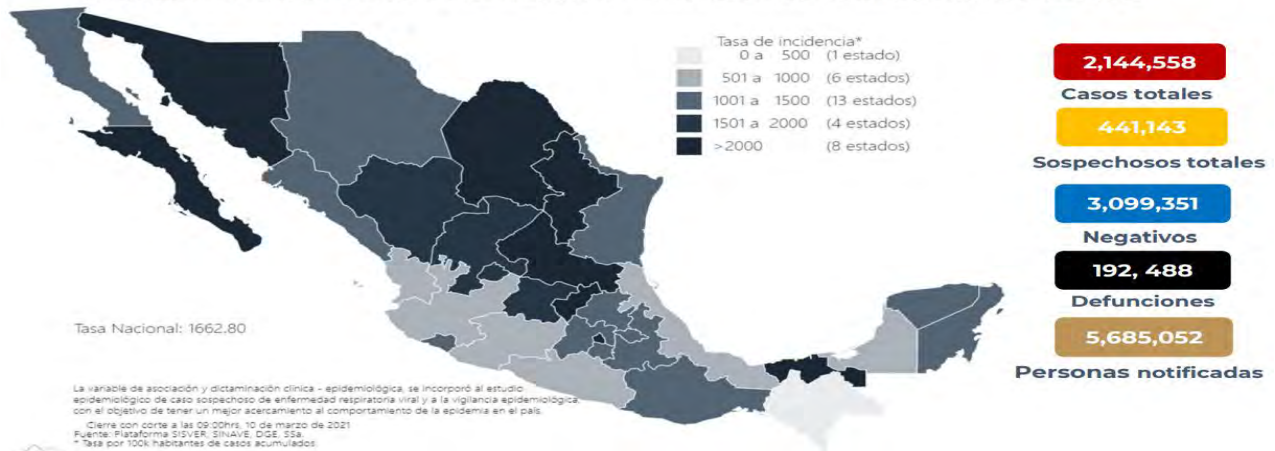 Tasa de incidencia*
0 a 500 (1 estado)
501 a 1000 (6 estados)
1001 a 1500 (13 estados)
1501 a 2000 (4 estados)
>2000 (8 estados)
2,144,558
Casos totales
441,143
Sospechosos totales
3,099,351
Negativos
192, 488
Defunciones
5,685,052
Personas notificadas
Tasa Nacional: 1662.80
La variable de asociación y dictaminación clínica - epidemiológica, se incorporó al estudio
epidemiológico de caso sospechoso de enfermedad respiratoria viral y a la vigilancia epidemiológica,
con el objetivo de tener un mejor acercamiento al comportamiento de la epidemia en el país.
Cierre con corte a las 09:00hrs, 10 de marzo de 2021
Fuente: Plataforma SISVER, SINAVE, DGE, SSa.
* Tasa por 100k habitantes de casos acumulados